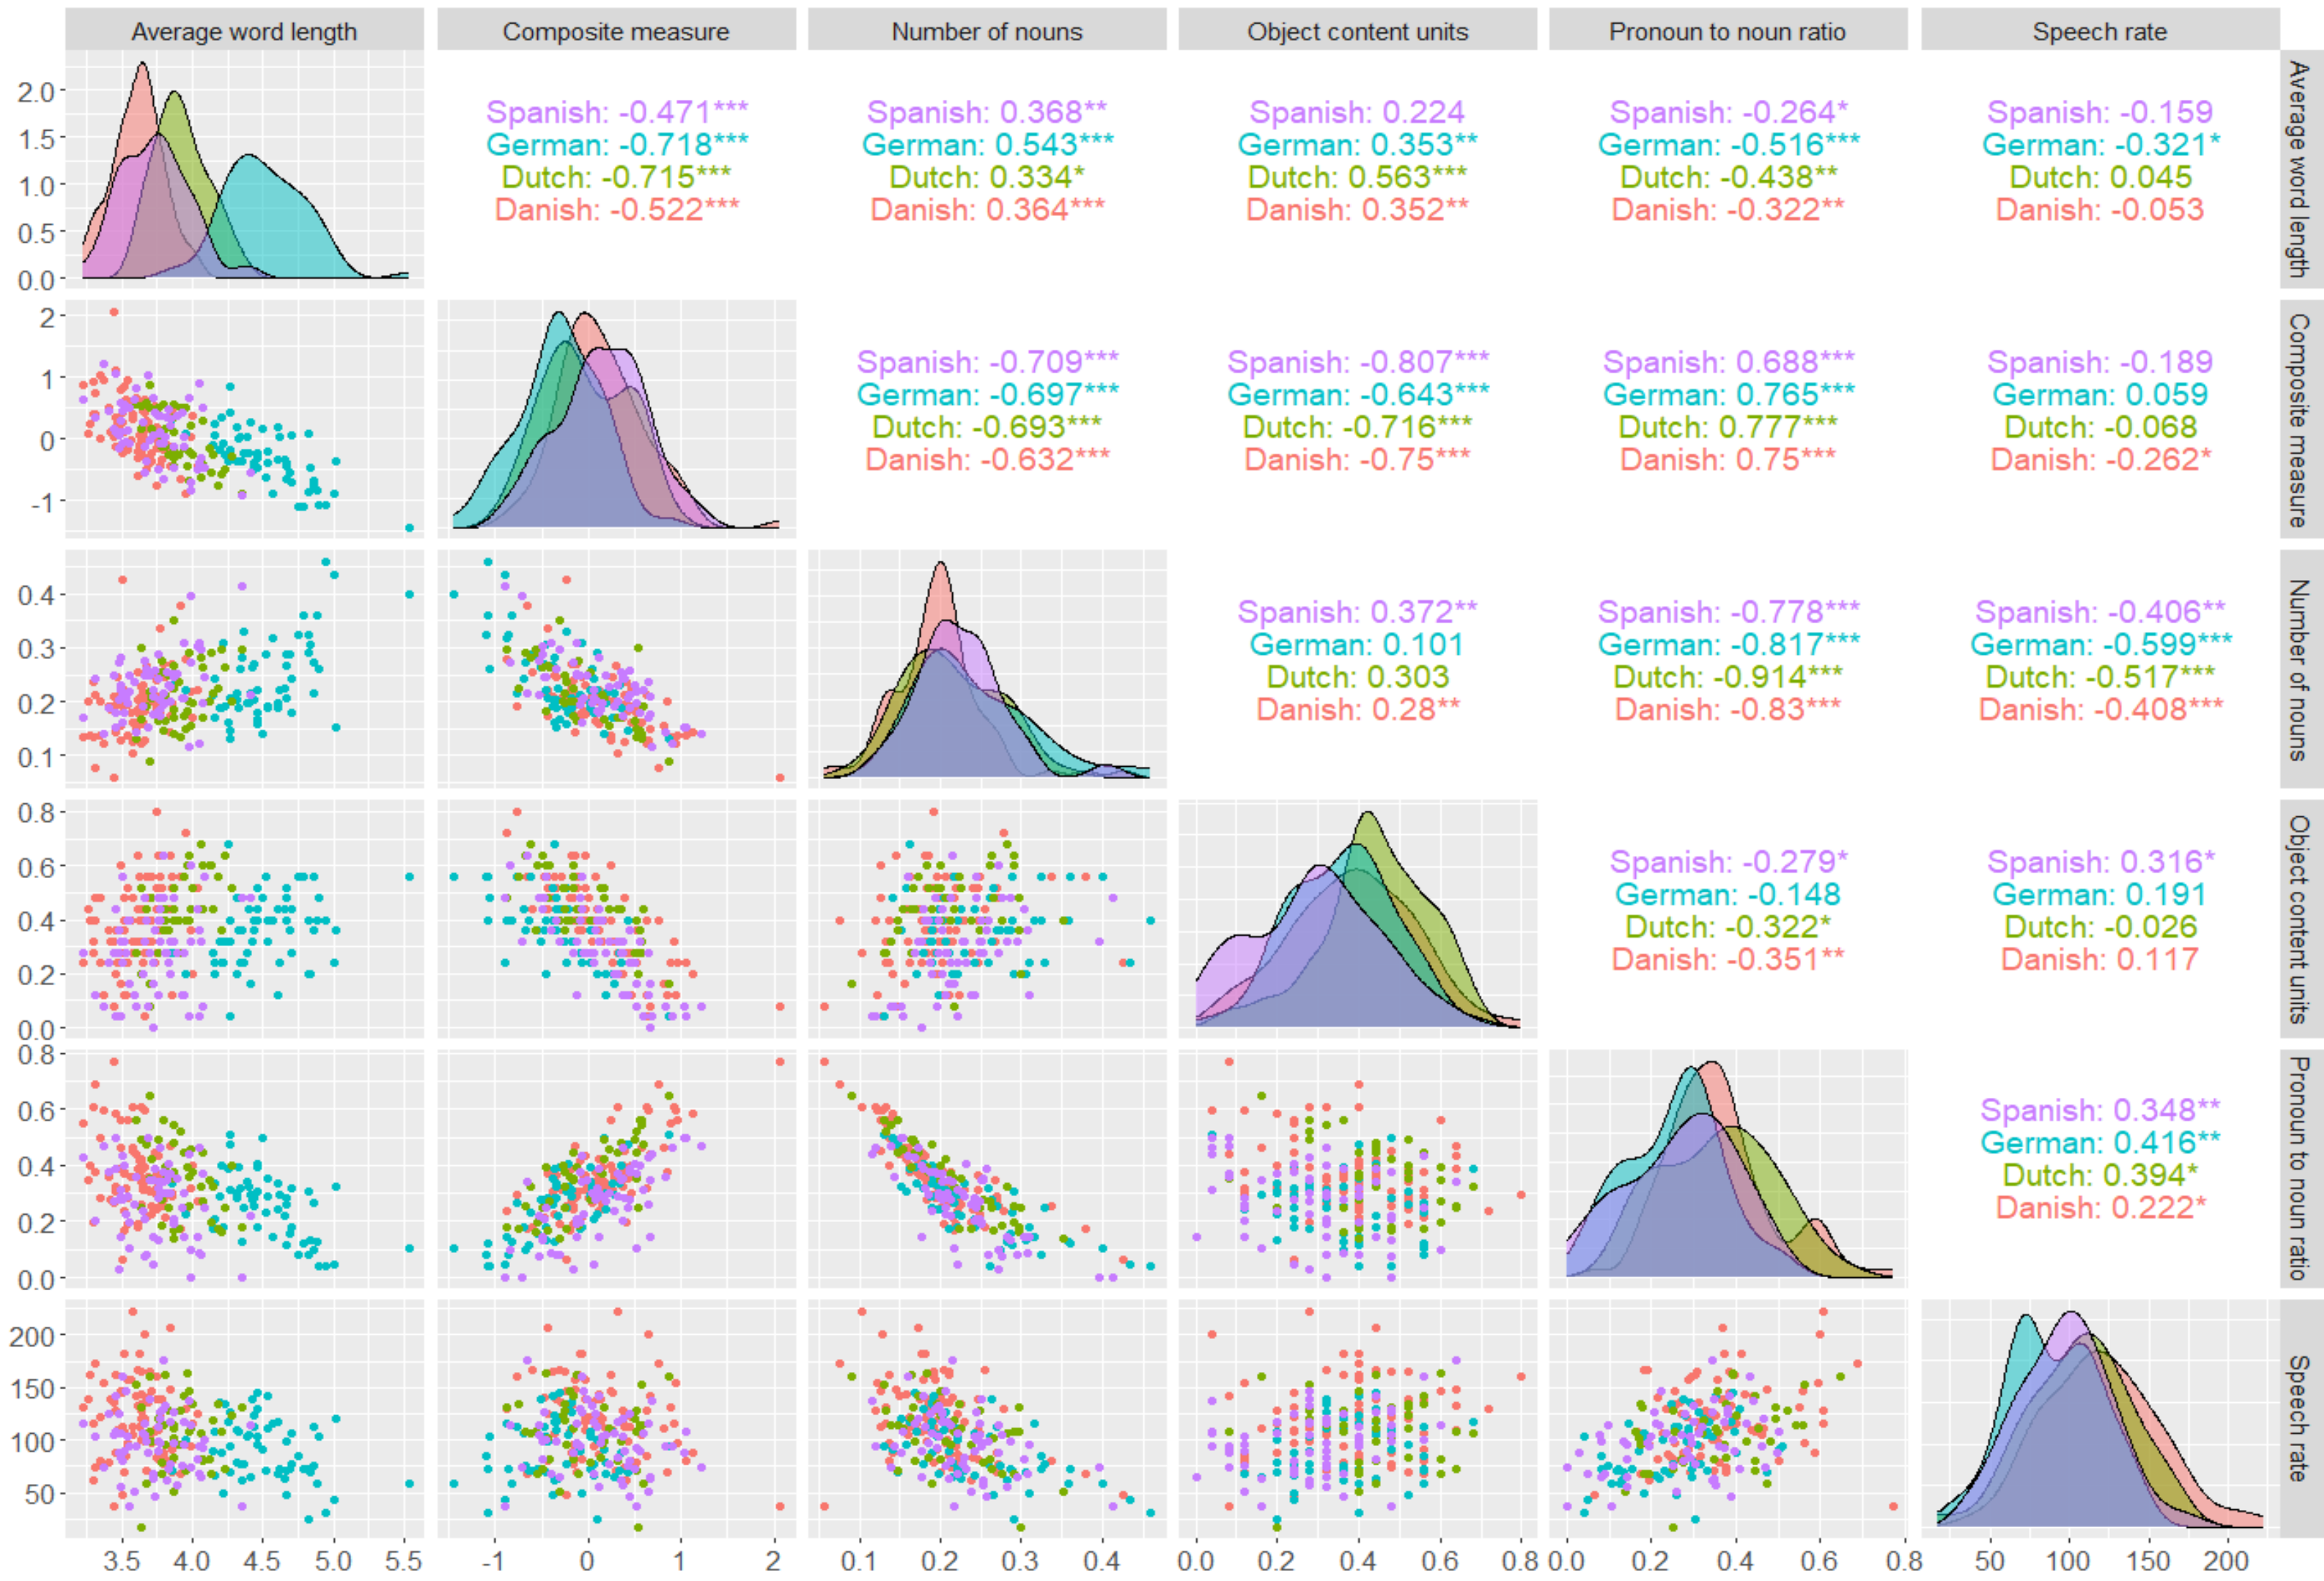 Average word length
Composite measure
Number of nouns
Object content units
Pronoun to noun ratio
Speech rate
2.0
1.5
1.0
0.5
0.0
Spanish: -0.471***
German: -0.718***
Dutch: -0.715***
Danish: -0.522***
Spanish: 0.368**
German: 0.543***
Dutch: 0.334*
Danish: 0.364***
Spanish: 0.224
German: 0.353**
Dutch: 0.563***
Danish: 0.352**
Spanish: -0.264*
German: -0.516***
Dutch: -0.438**
Danish: -0.322**
Spanish: -0.159
German: -0.321*
Dutch: 0.045
Danish: -0.053
Average word length
2
1
0
-1
Spanish: -0.709***
German: -0.697***
Dutch: -0.693***
Danish: -0.632***
Spanish: -0.807***
German: -0.643***
Dutch: -0.716***
Danish: -0.75***
Spanish: 0.688***
German: 0.765***
Dutch: 0.777***
Danish: 0.75***
Spanish: -0.189
German: 0.059
Dutch: -0.068
Danish: -0.262*
Composite measure
0.4
0.3
0.2
0.1
Spanish: 0.372**
German: 0.101
Dutch: 0.303
Danish: 0.28**
Spanish: -0.778***
German: -0.817***
Dutch: -0.914***
Danish: -0.83***
Spanish: -0.406**
German: -0.599***
Dutch: -0.517***
Danish: -0.408***
Number of nouns
0.8
0.6
0.4
0.2
0.0
Spanish: -0.279*
German: -0.148
Dutch: -0.322*
Danish: -0.351**
Spanish: 0.316*
German: 0.191
Dutch: -0.026
Danish: 0.117
Object content units
0.8
0.6
0.4
0.2
0.0
Spanish: 0.348**
German: 0.416**
Dutch: 0.394*
Danish: 0.222*
Pronoun to noun ratio
200
150
100
50
Speech rate
3.5 4.0 4.5 5.0 5.5
-1 0 1 2
0.1 0.2 0.3 0.4
0.0 0.2 0.4 0.6 0.8
0.0 0.2 0.4 0.6 0.8
50 100 150 200